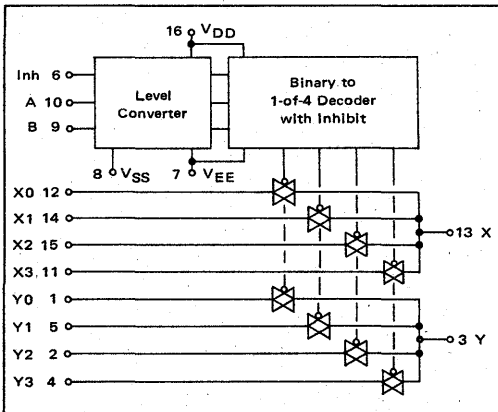 16 VDD
Inh 6
A 10
B 9
Level
Converter
Binary to
1-of-4 Decoder
with Inhibit
8 VSS
7 VEE
X0 12
X1 14
X2 15
X3 11
13 X
Y0 1
Y1 5
Y2 2
Y3 4
3 Y